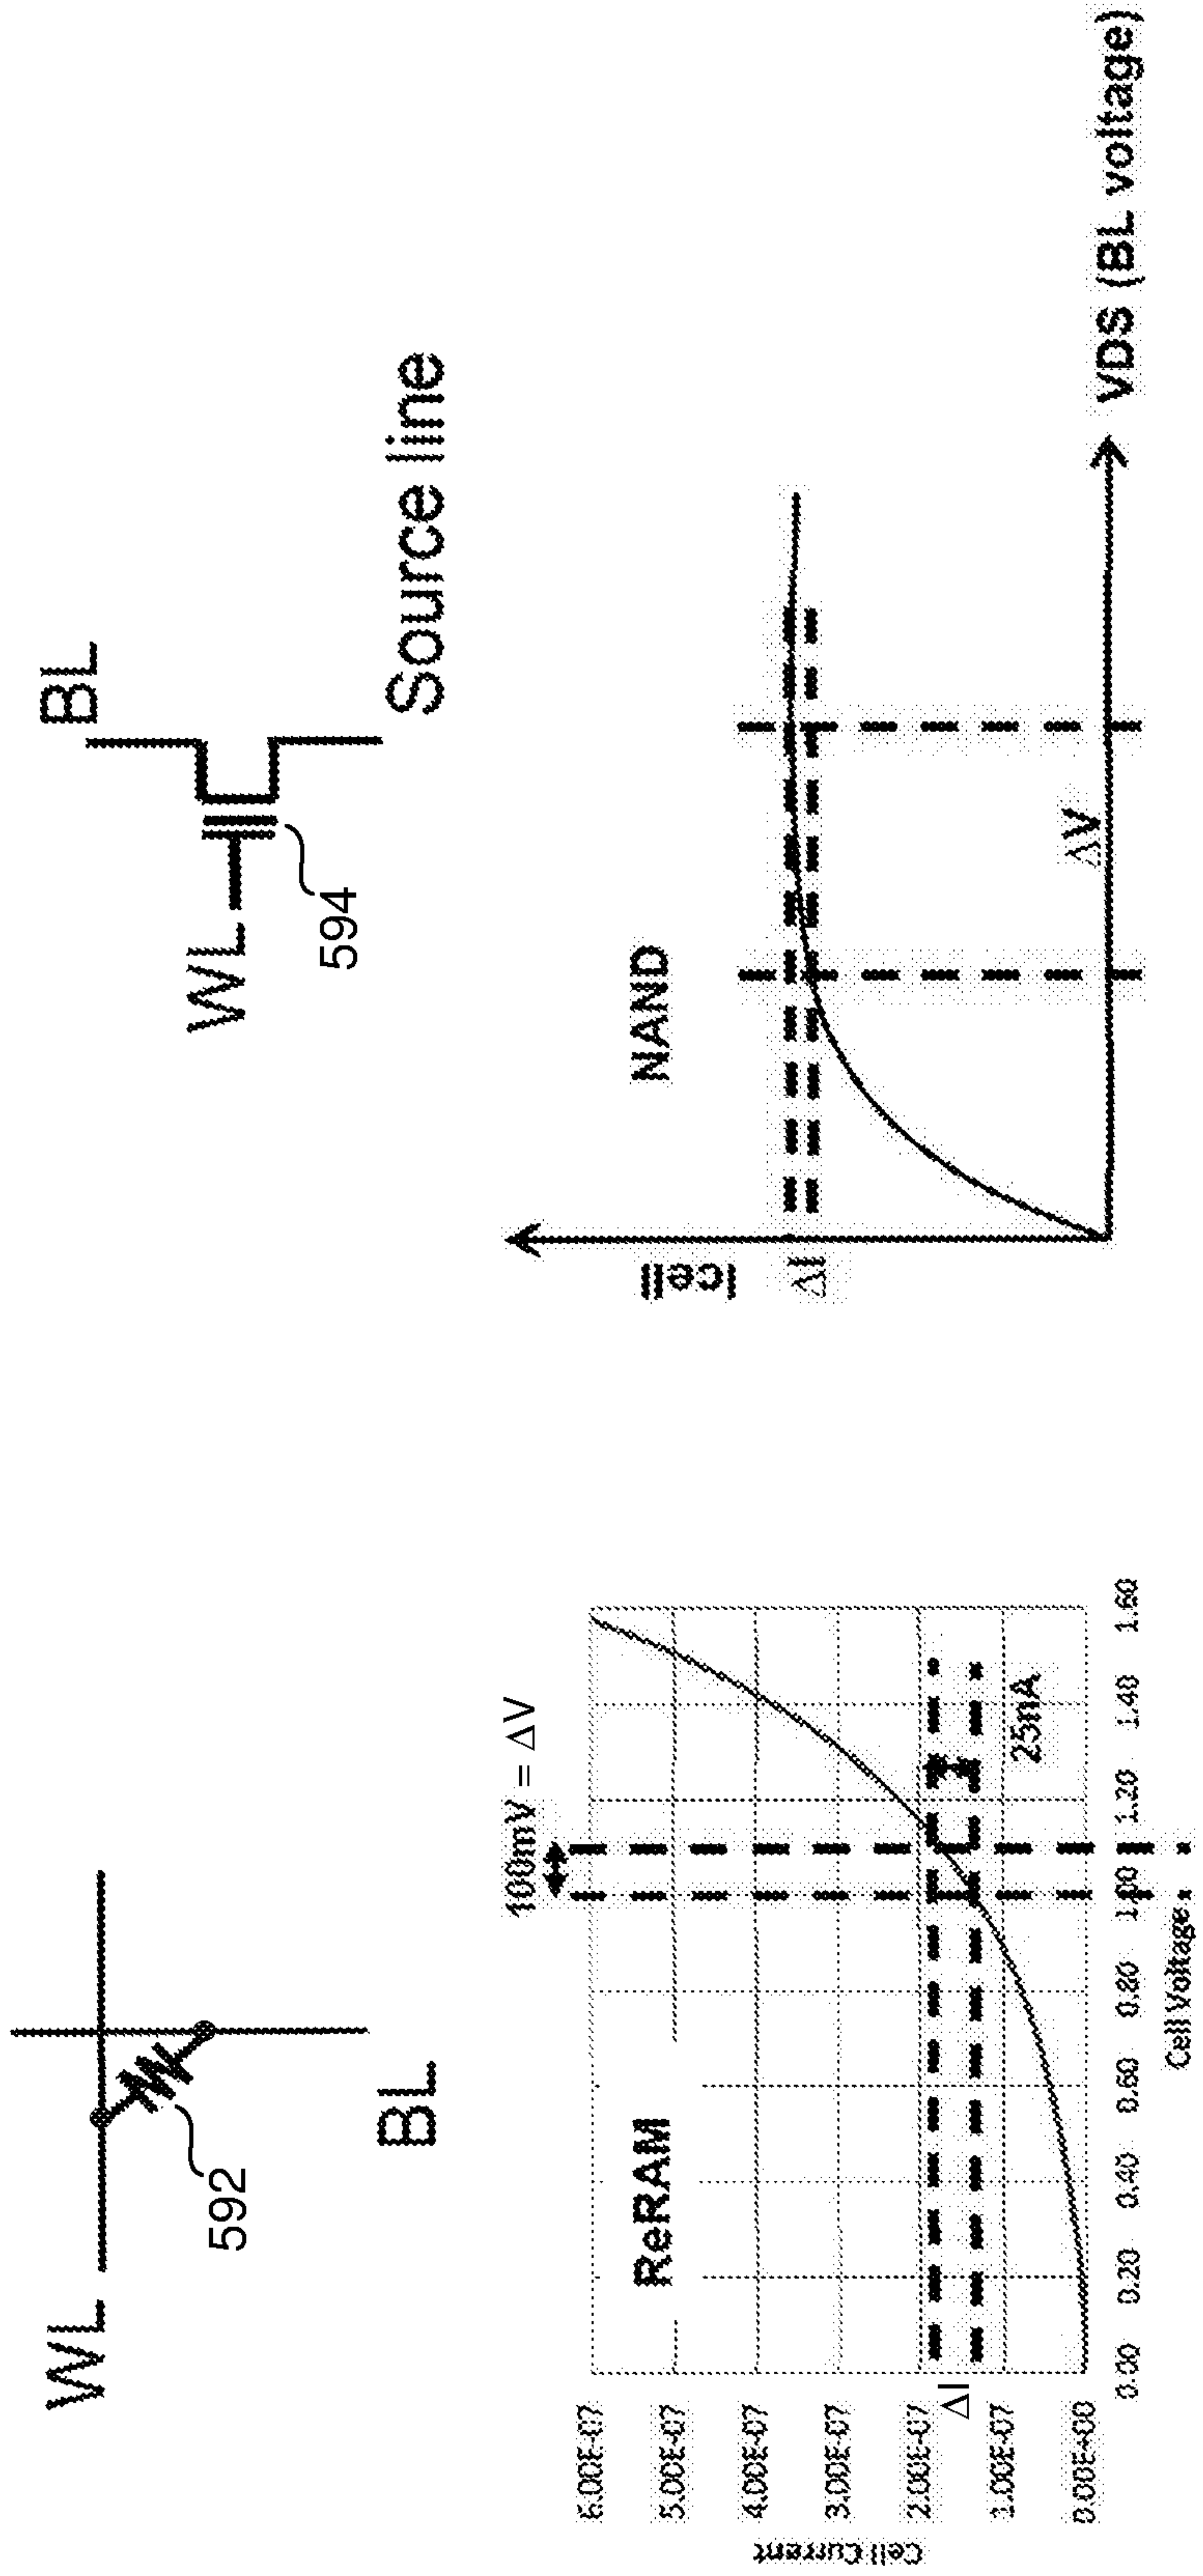 WL
592
BL
BL
WL
594
Source line
100mV = ΔV
ReRAM
6.00E-07
5.00E-07
4.00E-07
3.00E-07
2.00E-07
ΔI
1.00E-07
0.00E+00
Cell Current
25nA
0.00 0.20 0.40 0.60 0.80 1.00 1.20 1.40 1.60
Cell Voltage
NAND
Icell
ΔI
ΔV
VDS (BL voltage)